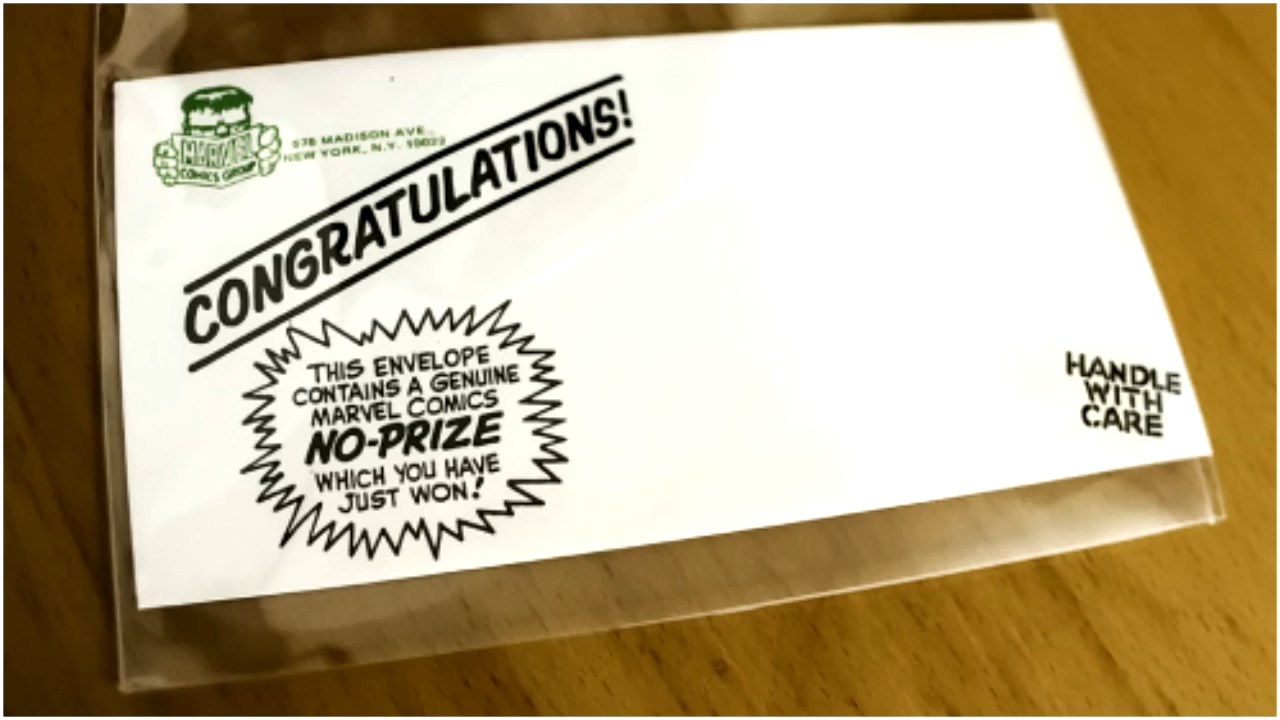 MARVEL
COMICS GROUP
575 MADISON AVE.,
NEW YORK, N.Y. 10022
CONGRATULATIONS!
THIS ENVELOPE
CONTAINS A GENUINE
MARVEL COMICS
NO-PRIZE
WHICH YOU HAVE
JUST WON!
HANDLE
WITH
CARE